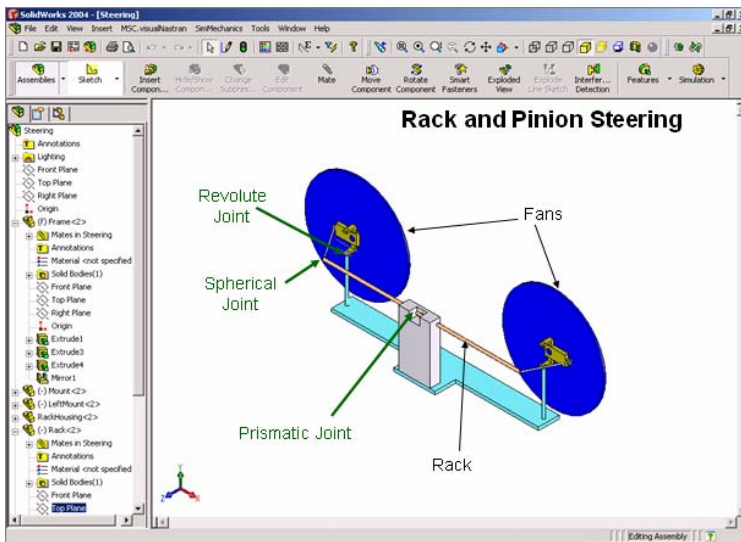 SolidWorks 2004 - [Steering]
File Edit View Insert MSC.visualNastran SimMechanics Tools Window Help
Assemblies Sketch Insert Compon... Hide/Show Compon... Change Suppres... Edit Compon... Mate Move Component Rotate Component Smart Fasteners Exploded View Explode Line Sketch Interfer... Detection Features Simulation
Steering
Annotations
Lighting
Front Plane
Top Plane
Right Plane
Origin
(f) Frame<2>
Mates in Steering
Annotations
Material <not specified
Solid Bodies(1)
Front Plane
Top Plane
Right Plane
Origin
Extrude1
Extrude3
Extrude4
Mirror1
(-) Mount<2>
(-) LeftMount<2>
RackHousing<2>
(-) Rack<2>
Mates in Steering
Annotations
Material <not specified
Solid Bodies(1)
Front Plane
Top Plane
Rack and Pinion Steering
Revolute
Joint
Fans
Spherical
Joint
Prismatic Joint
Rack
Y
Z
X
Editing Assembly